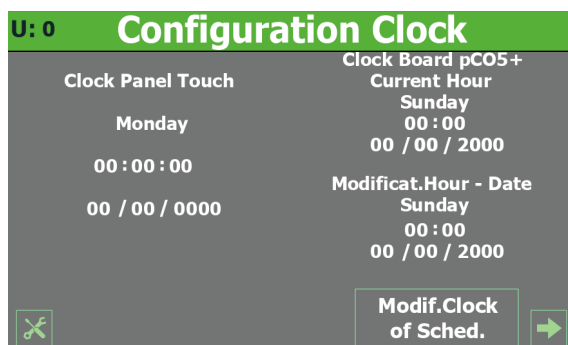 U: 0 Configuration Clock
Clock Panel Touch
Monday
00:00:00
00 / 00 / 0000
Clock Board pCO5+
Current Hour
Sunday
00:00
00 / 00 / 2000
Modificat.Hour - Date
Sunday
00:00
00 / 00 / 2000
Modif.Clock
of Sched.